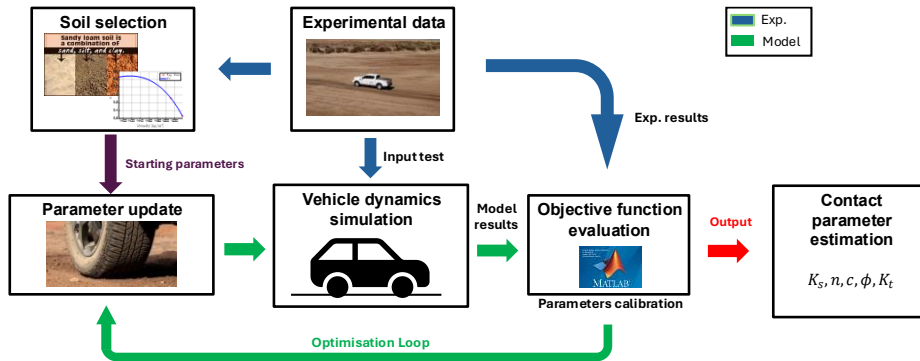 Soil selection
Sandy loam soil is
a combination of
sand, silt, and clay.
Experimental data
Exp.
Model
Exp. results
Starting parameters
Input test
Parameter update
Vehicle dynamics
simulation
Model
results
Objective function
evaluation
MATLAB
Parameters calibration
Output
Contact
parameter
estimation
K_s, n, c, ϕ, K_t
Optimisation Loop